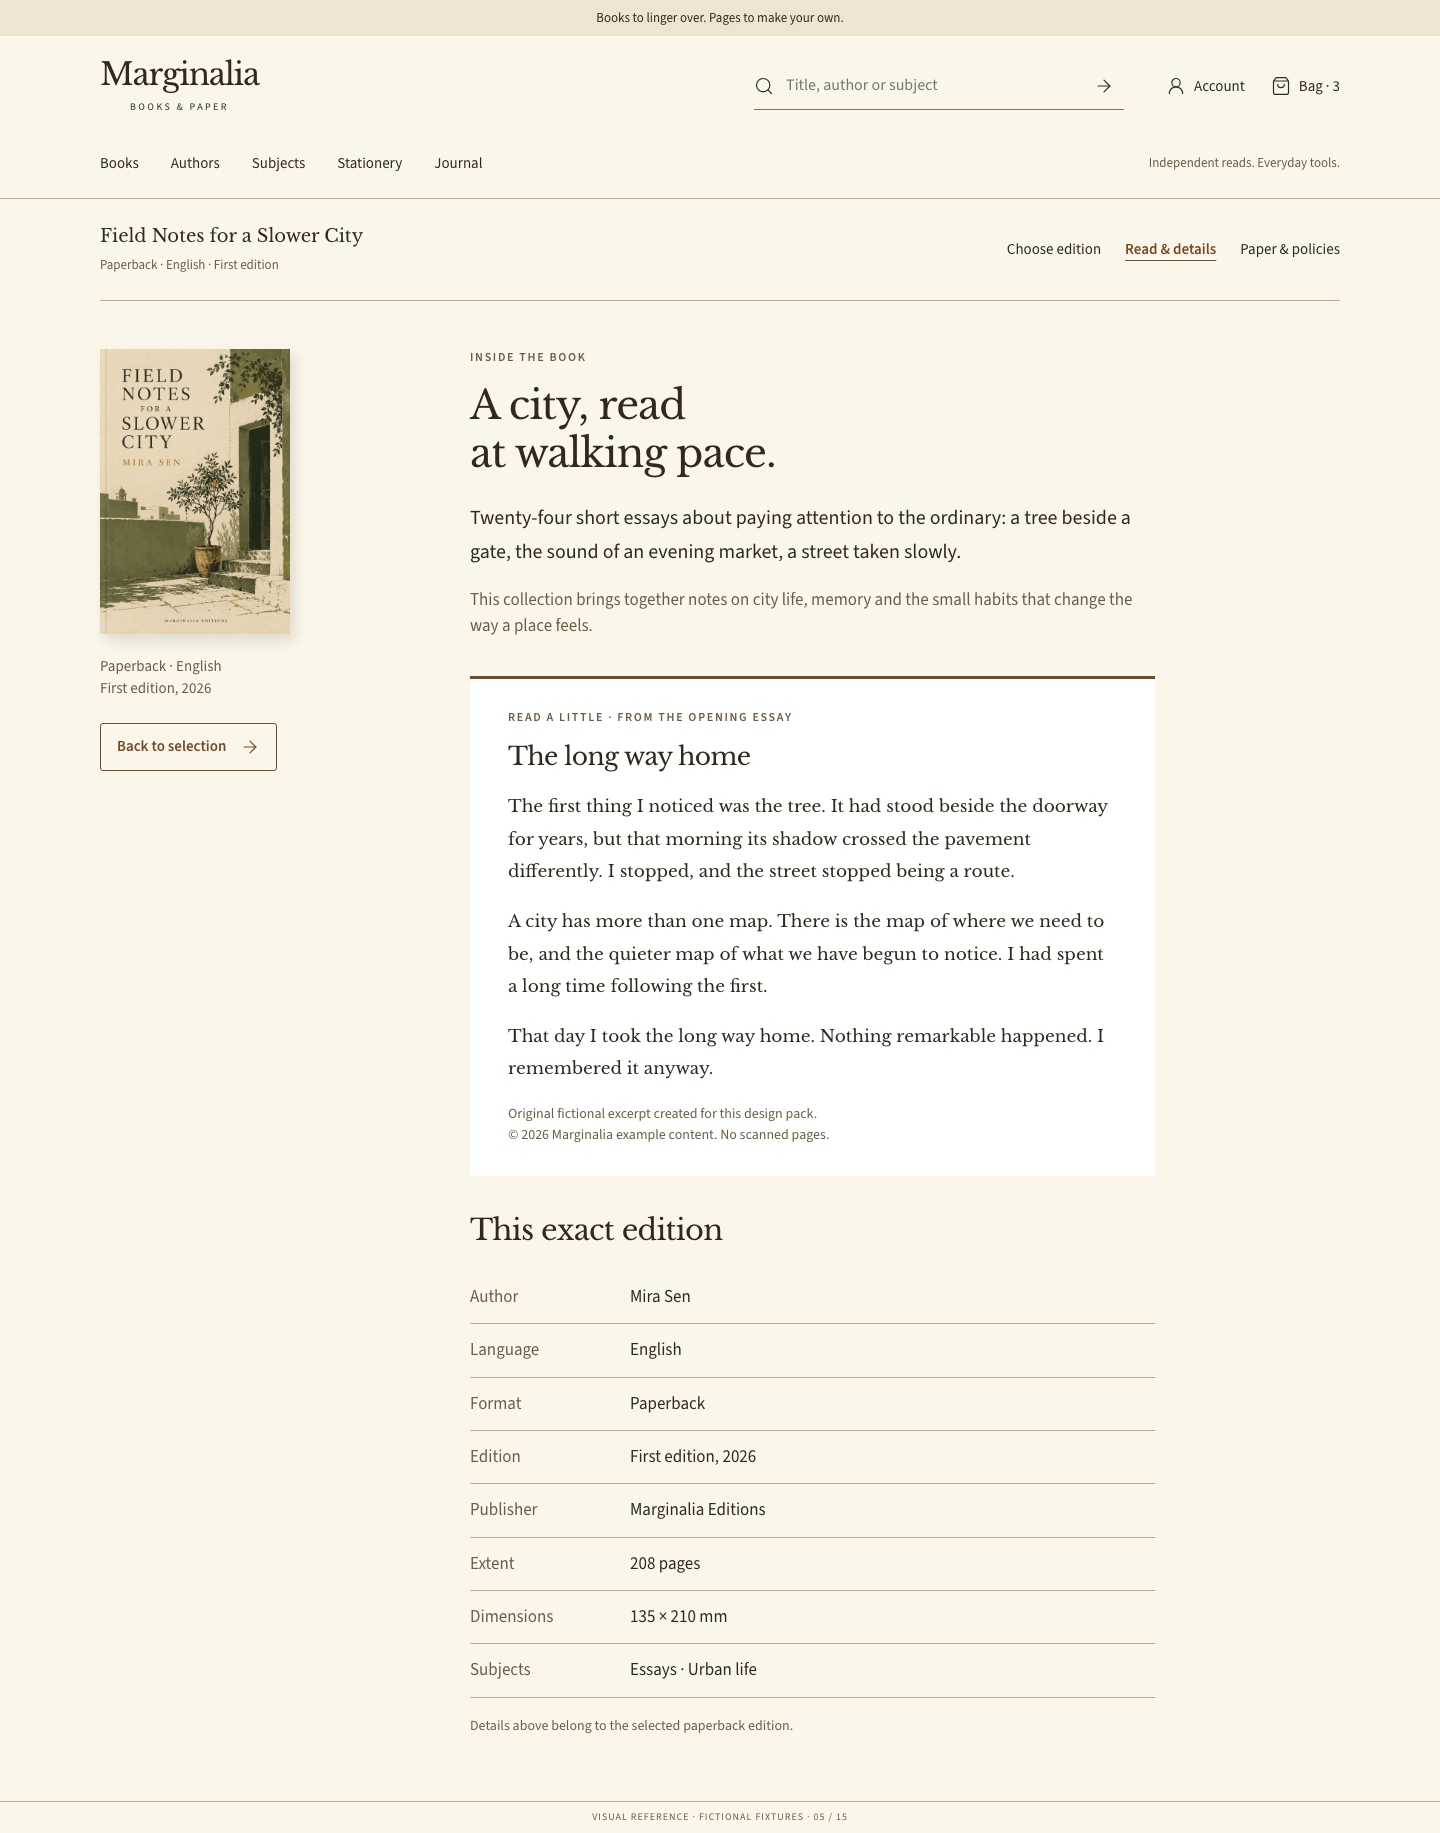 Books to linger over. Pages to make your own.
Marginalia
BOOKS & PAPER
Title, author or subject
Account
Bag · 3
Books
Authors
Subjects
Stationery
Journal
Independent reads. Everyday tools.
Field Notes for a Slower City
Paperback · English · First edition
Choose edition
Read & details
Paper & policies
FIELD
NOTES
FOR A
SLOWER
CITY
MIRA SEN
MARGINALIA EDITIONS
Paperback · English
First edition, 2026
Back to selection
INSIDE THE BOOK
A city, read
at walking pace.
Twenty-four short essays about paying attention to the ordinary: a tree beside a
gate, the sound of an evening market, a street taken slowly.
This collection brings together notes on city life, memory and the small habits that change the
way a place feels.
READ A LITTLE · FROM THE OPENING ESSAY
The long way home
The first thing I noticed was the tree. It had stood beside the doorway
for years, but that morning its shadow crossed the pavement
differently. I stopped, and the street stopped being a route.
A city has more than one map. There is the map of where we need to
be, and the quieter map of what we have begun to notice. I had spent
a long time following the first.
That day I took the long way home. Nothing remarkable happened. I
remembered it anyway.
Original fictional excerpt created for this design pack.
© 2026 Marginalia example content. No scanned pages.
This exact edition
Author Mira Sen
Language English
Format Paperback
Edition First edition, 2026
Publisher Marginalia Editions
Extent 208 pages
Dimensions 135 × 210 mm
Subjects Essays · Urban life
Details above belong to the selected paperback edition.
VISUAL REFERENCE · FICTIONAL FIXTURES · 05 / 15